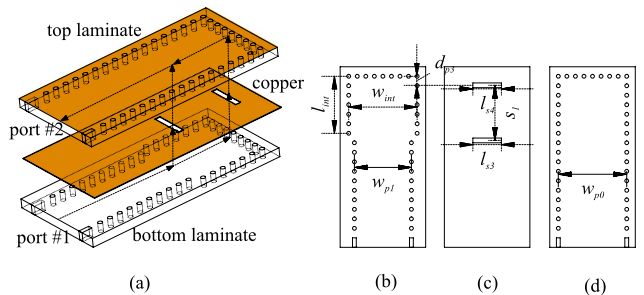 top laminate
copper
port #2
port #1
bottom laminate
(a)
l_int
w_int
d_p3
w_p1
(b)
l_s4
s_1
l_s3
(c)
w_p0
(d)